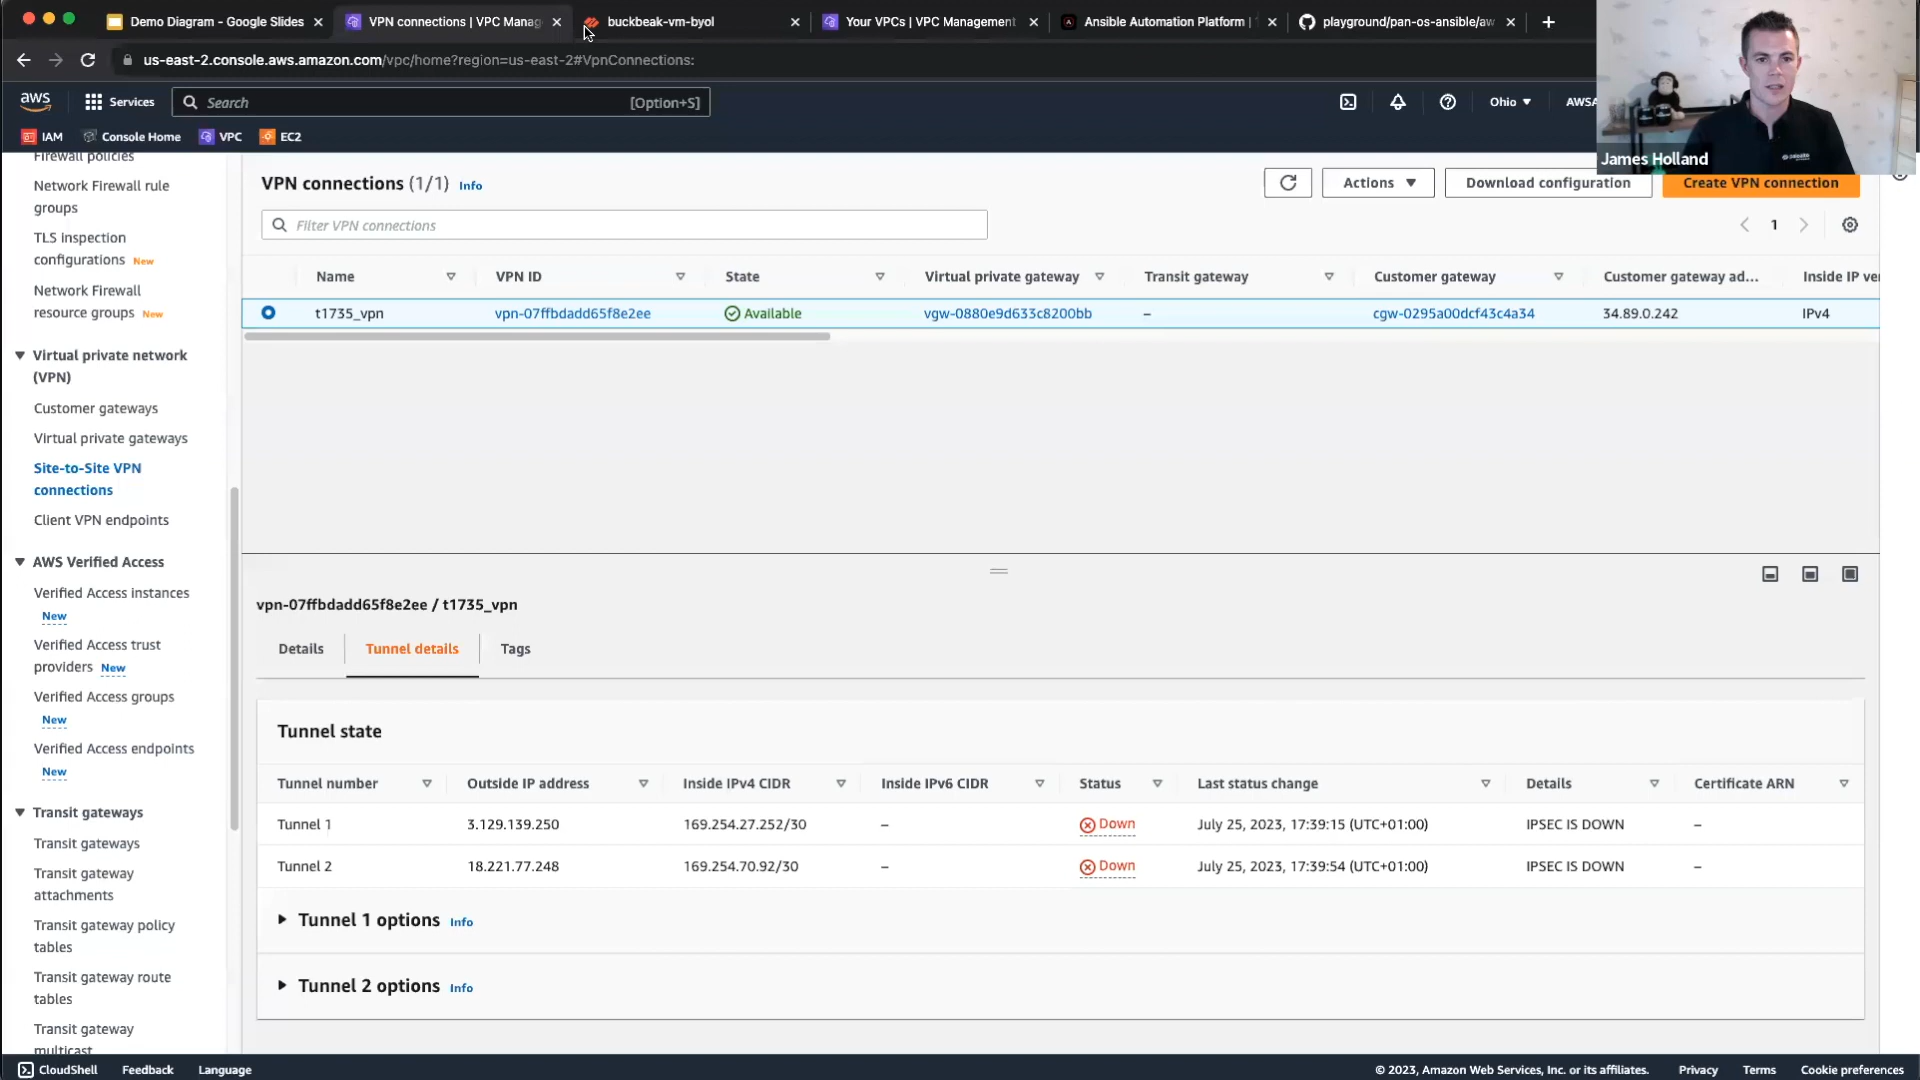 Demo Diagram - Google Slides
VPN connections | VPC Manag
buckbeak-vm-byol
Your VPCs | VPC Management
Ansible Automation Platform |
playground/pan-os-ansible/aw
us-east-2.console.aws.amazon.com/vpc/home?region=us-east-2#VpnConnections:
aws
Services
Search
[Option+S]
Ohio
AWSA
IAM
Console Home
VPC
EC2
James Holland
Firewall policies
Network Firewall rule
groups
TLS inspection
configurations New
Network Firewall
resource groups New
Virtual private network
(VPN)
Customer gateways
Virtual private gateways
Site-to-Site VPN
connections
Client VPN endpoints
AWS Verified Access
Verified Access instances
New
Verified Access trust
providers New
Verified Access groups
New
Verified Access endpoints
New
Transit gateways
Transit gateways
Transit gateway
attachments
Transit gateway policy
tables
Transit gateway route
tables
Transit gateway
multicast
VPN connections (1/1) Info
Actions
Download configuration
Create VPN connection
Filter VPN connections
1
Name VPN ID State Virtual private gateway Transit gateway Customer gateway Customer gateway ad... Inside IP ver
t1735_vpn vpn-07ffbdadd65f8e2ee Available vgw-0880e9d633c8200bb – cgw-0295a00dcf43c4a34 34.89.0.242 IPv4
vpn-07ffbdadd65f8e2ee / t1735_vpn
Details Tunnel details Tags
Tunnel state
Tunnel number Outside IP address Inside IPv4 CIDR Inside IPv6 CIDR Status Last status change Details Certificate ARN
Tunnel 1 3.129.139.250 169.254.27.252/30 – Down July 25, 2023, 17:39:15 (UTC+01:00) IPSEC IS DOWN –
Tunnel 2 18.221.77.248 169.254.70.92/30 – Down July 25, 2023, 17:39:54 (UTC+01:00) IPSEC IS DOWN –
Tunnel 1 options Info
Tunnel 2 options Info
CloudShell Feedback Language
© 2023, Amazon Web Services, Inc. or its affiliates. Privacy Terms Cookie preferences